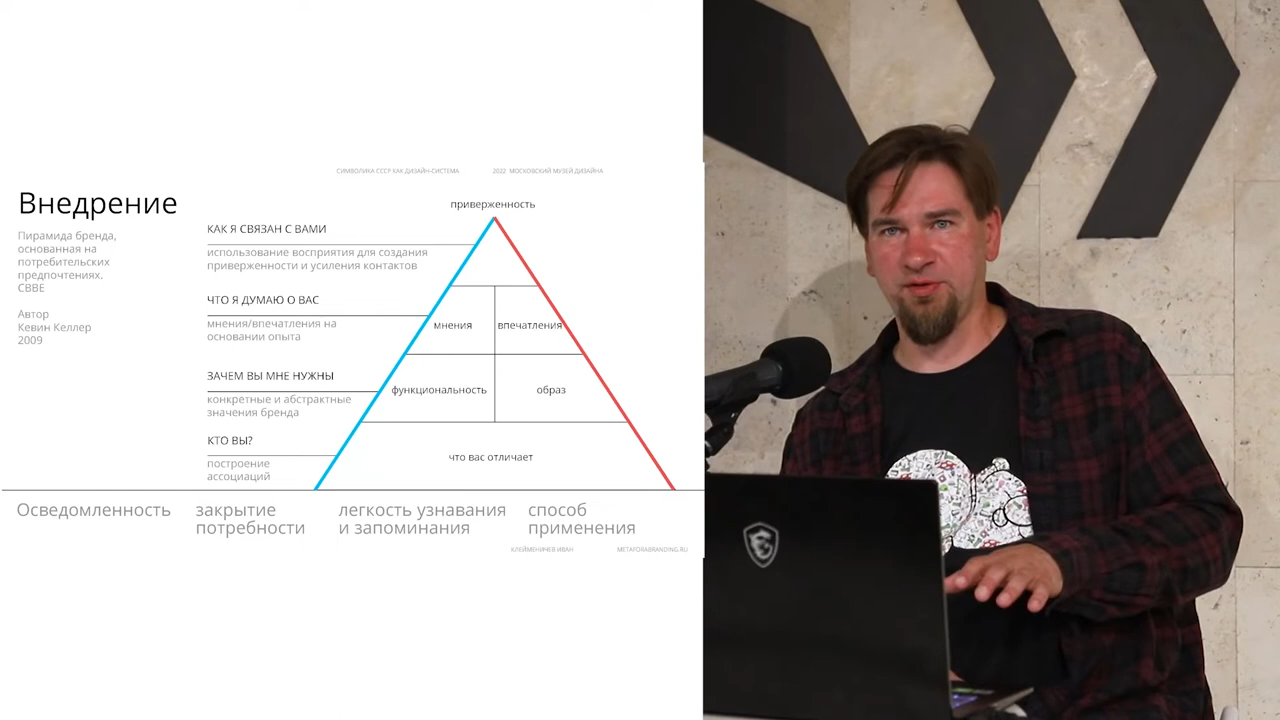 СИМВОЛИКА СССР КАК ДИЗАЙН-СИСТЕМА
2022 МОСКОВСКИЙ МУЗЕЙ ДИЗАЙНА
Внедрение
Пирамида бренда,
основанная на
потребительских
предпочтениях.
CBBE
Автор
Кевин Келлер
2009
приверженность
КАК Я СВЯЗАН С ВАМИ
использование восприятия для создания
приверженности и усиления контактов
ЧТО Я ДУМАЮ О ВАС
мнения/впечатления на
основании опыта
мнения
впечатления
ЗАЧЕМ ВЫ МНЕ НУЖНЫ
конкретные и абстрактные
значения бренда
функциональность
образ
КТО ВЫ?
построение
ассоциаций
что вас отличает
Осведомленность
закрытие
потребности
легкость узнавания
и запоминания
способ
применения
КЛЕЙМЕНИЧЕВ ИВАН
METAFORABRANDING.RU